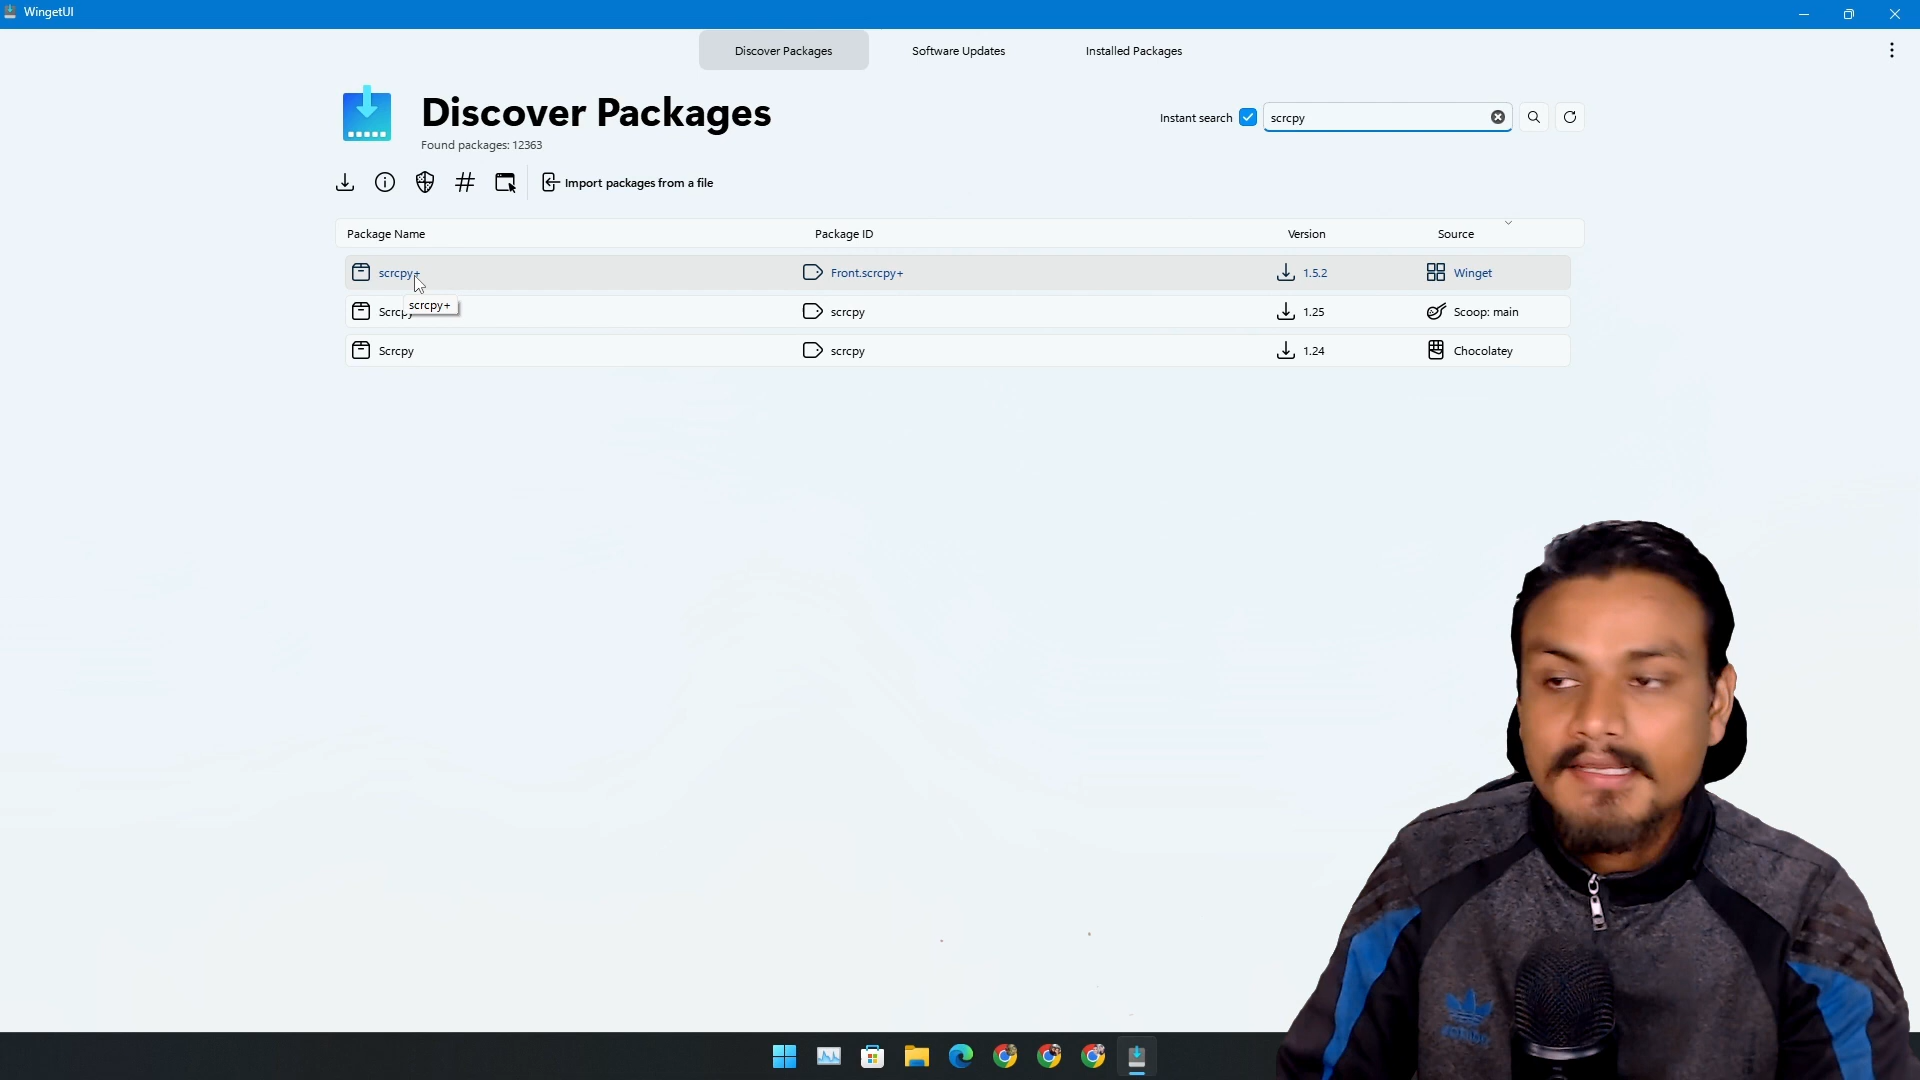 WingetUI
Discover Packages
Software Updates
Installed Packages
Discover Packages
Found packages: 12363
Instant search
scrcpy
Import packages from a file
Package Name Package ID Version Source
scrcpy+ Front.scrcpy+ 1.5.2 Winget
scrcpy+
Scrcpy scrcpy 1.25 Scoop: main
Scrcpy scrcpy 1.24 Chocolatey